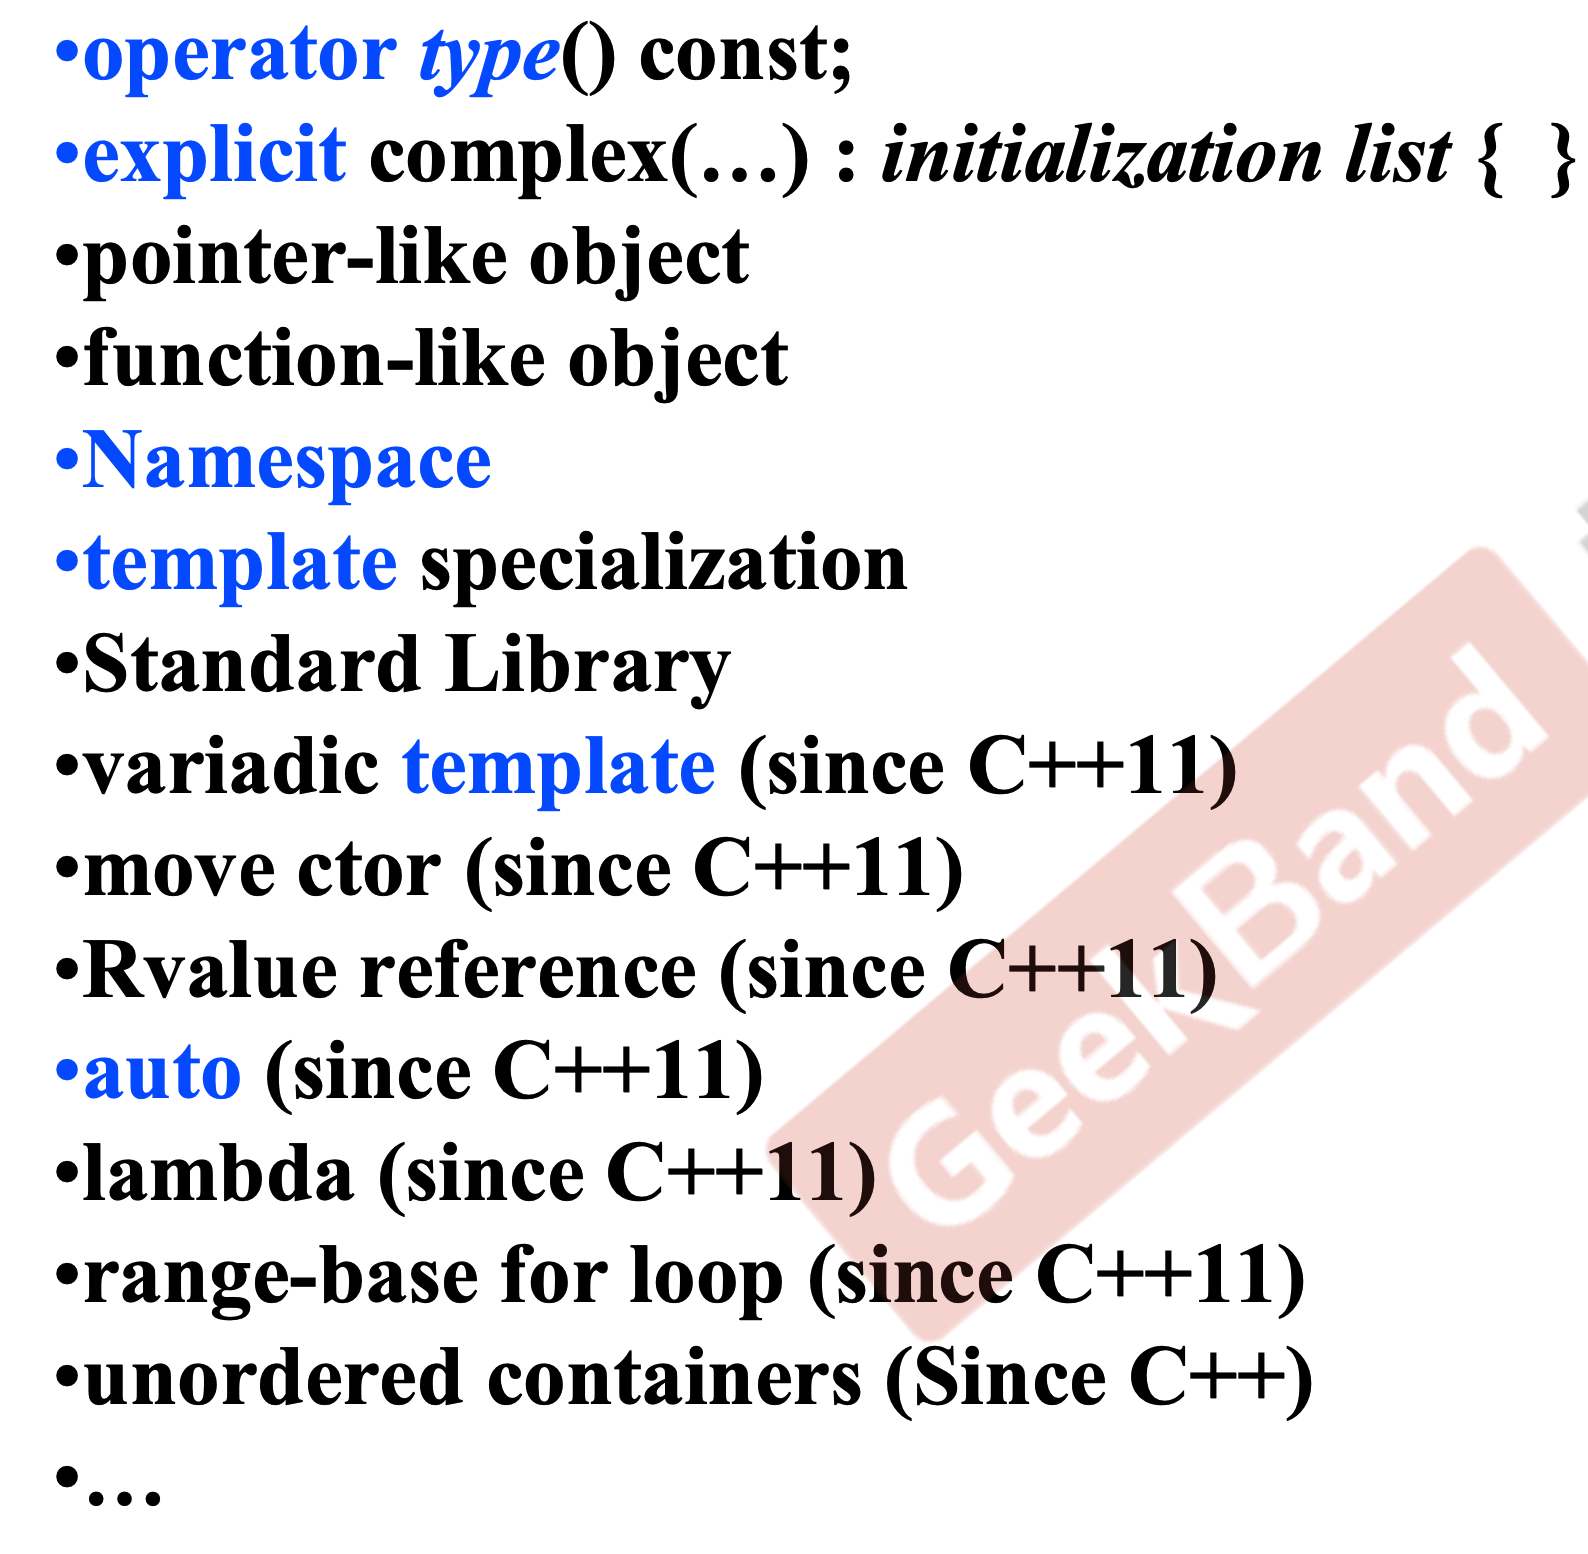 •operator type() const;
•explicit complex(…) : initialization list { }
•pointer-like object
•function-like object
•Namespace
•template specialization
•Standard Library
•variadic template (since C++11)
•move ctor (since C++11)
•Rvalue reference (since C++11)
•auto (since C++11)
•lambda (since C++11)
•range-base for loop (since C++11)
•unordered containers (Since C++)
•…
GeekBand